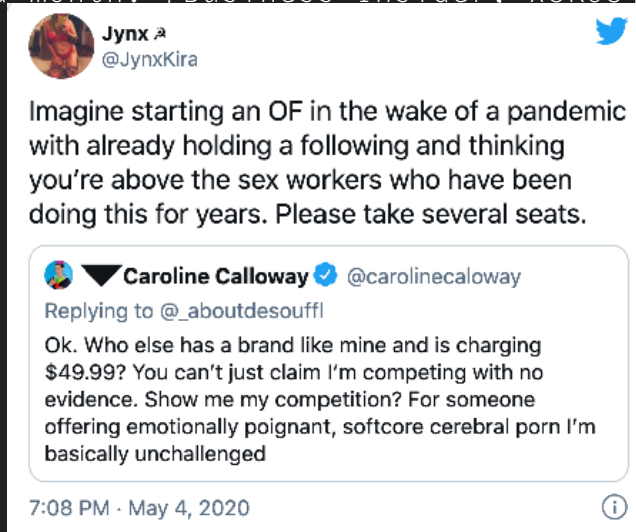 Jynx ☭
@JynxKira
Imagine starting an OF in the wake of a pandemic
with already holding a following and thinking
you're above the sex workers who have been
doing this for years. Please take several seats.
Caroline Calloway @carolinecaloway
Replying to @_aboutdesouffl
Ok. Who else has a brand like mine and is charging
$49.99? You can't just claim I'm competing with no
evidence. Show me my competition? For someone
offering emotionally poignant, softcore cerebral porn I'm
basically unchallenged
7:08 PM · May 4, 2020